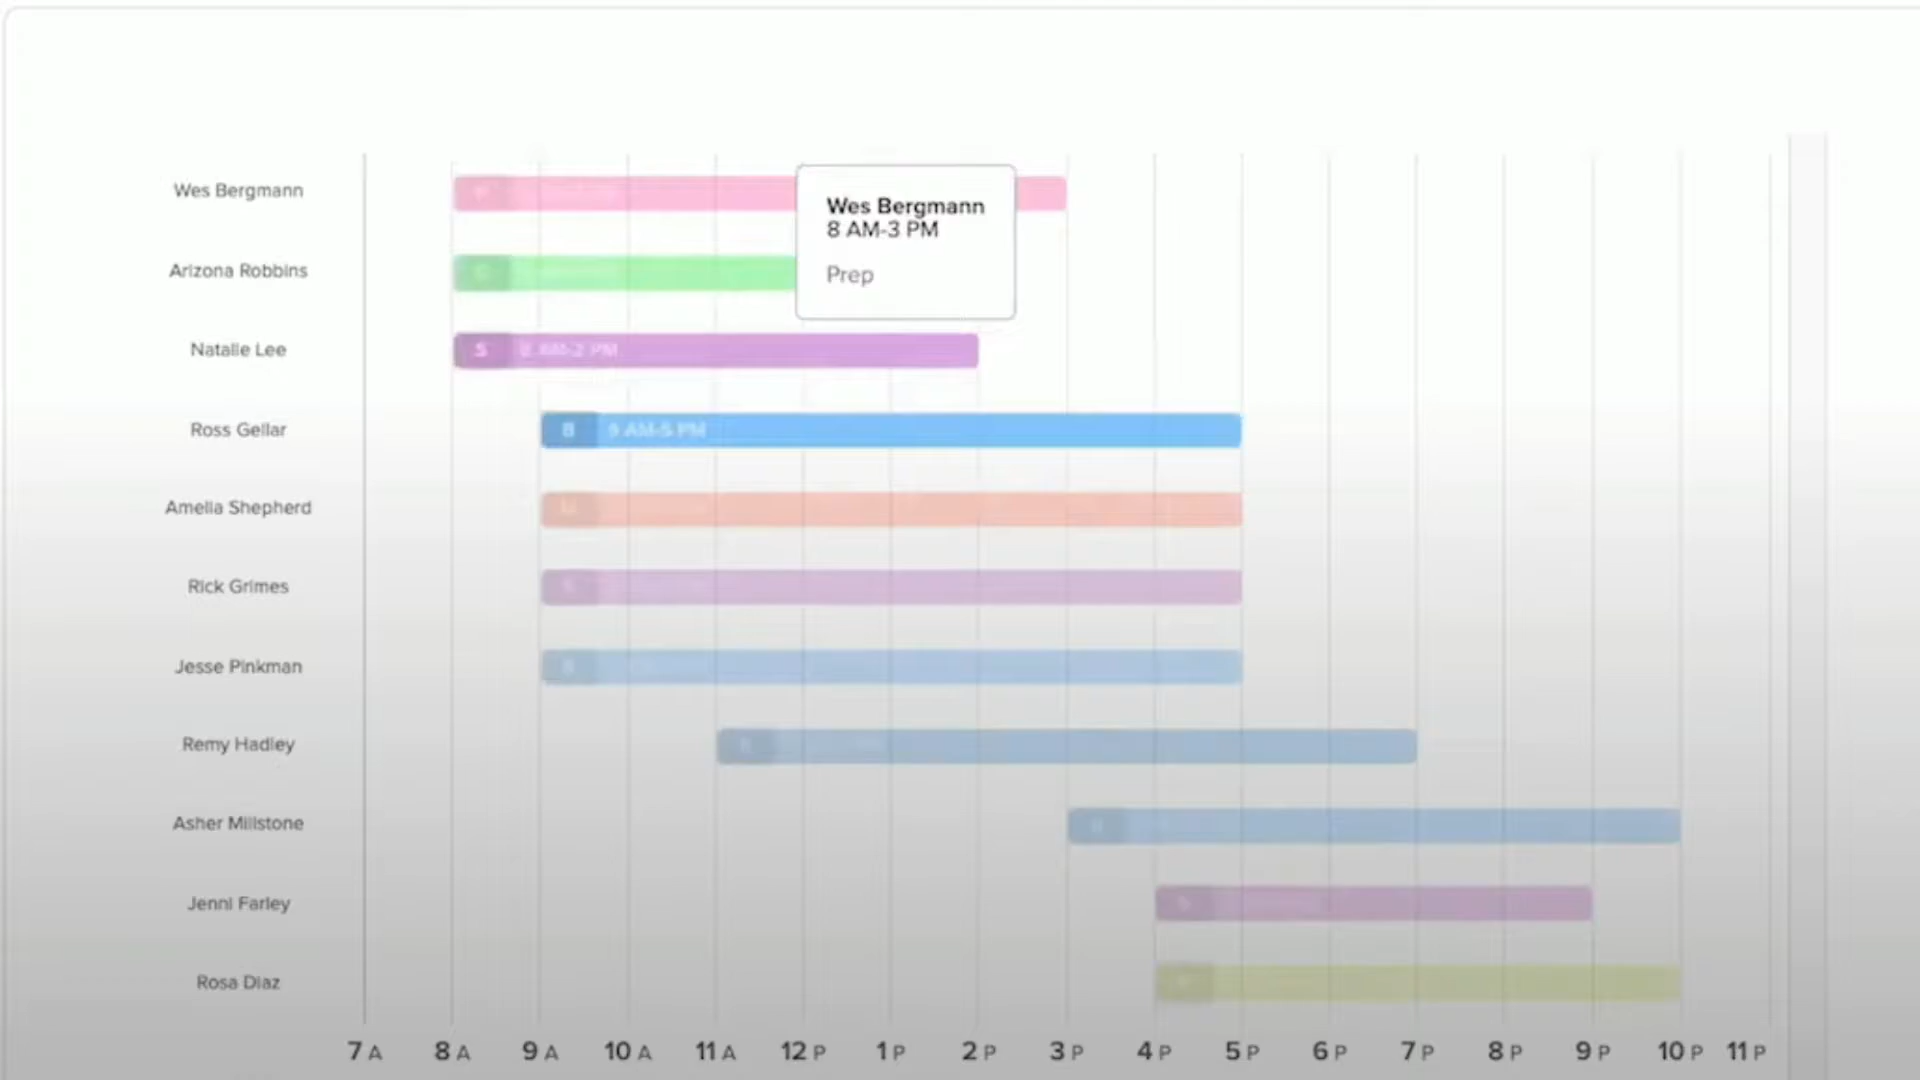 Wes Bergmann
Wes Bergmann
8 AM-3 PM
Prep
Arizona Robbins
Natalie Lee
S 8 AM-2 PM
Ross Gellar
B 9 AM-5 PM
Amelia Shepherd
Rick Grimes
Jesse Pinkman
Remy Hadley
Asher Millstone
Jenni Farley
Rosa Diaz
7 A 8 A 9 A 10 A 11 A 12 P 1 P 2 P 3 P 4 P 5 P 6 P 7 P 8 P 9 P 10 P 11 P